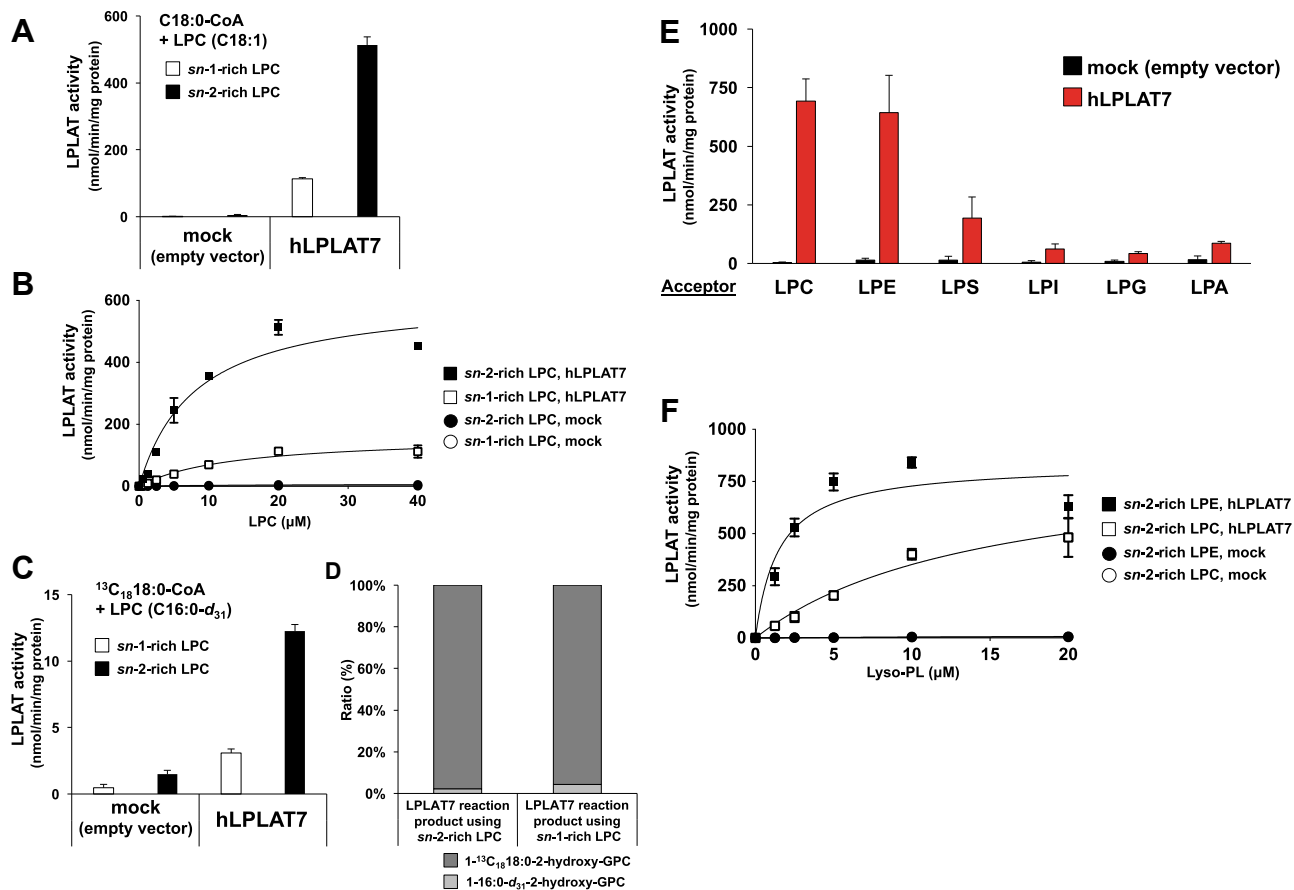 A
C18:0-CoA
+ LPC (C18:1)
sn-1-rich LPC
sn-2-rich LPC
LPLAT activity
(nmol/min/mg protein)
600
400
200
0
mock
(empty vector)
hLPLAT7
B
LPLAT activity
(nmol/min/mg protein)
600
400
200
0
0
10
20
30
40
LPC (µM)
sn-2-rich LPC, hLPLAT7
sn-1-rich LPC, hLPLAT7
sn-2-rich LPC, mock
sn-1-rich LPC, mock
C
¹³C₁₈18:0-CoA
+ LPC (C16:0-d₃₁)
sn-1-rich LPC
sn-2-rich LPC
LPLAT activity
(nmol/min/mg protein)
15
10
5
0
mock
(empty vector)
hLPLAT7
D
Ratio (%)
100%
80%
60%
40%
20%
0%
LPLAT7 reaction
product using
sn-2-rich LPC
LPLAT7 reaction
product using
sn-1-rich LPC
1-¹³C₁₈18:0-2-hydroxy-GPC
1-16:0-d₃₁-2-hydroxy-GPC
E
mock (empty vector)
hLPLAT7
LPLAT activity
(nmol/min/mg protein)
1000
750
500
250
0
Acceptor LPC LPE LPS LPI LPG LPA
F
LPLAT activity
(nmol/min/mg protein)
1000
750
500
250
0
0
5
10
15
20
Lyso-PL (µM)
sn-2-rich LPE, hLPLAT7
sn-2-rich LPC, hLPLAT7
sn-2-rich LPE, mock
sn-2-rich LPC, mock